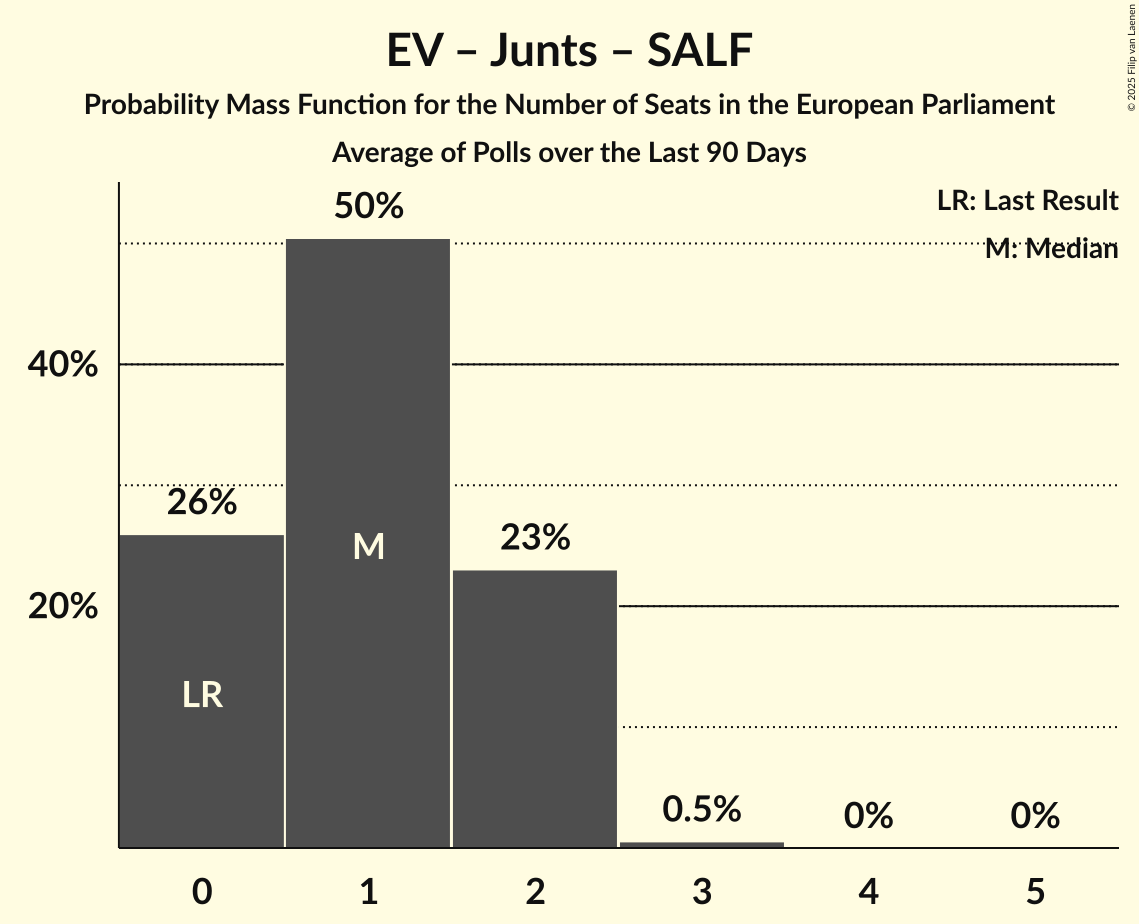 EV – Junts – SALF
Probability Mass Function for the Number of Seats in the European Parliament
Average of Polls over the Last 90 Days
© 2025 Filip van Laenen
LR: Last Result
M: Median
50%
40%
26%
M
23%
20%
LR
0.5%
0%
0%
0
1
2
3
4
5